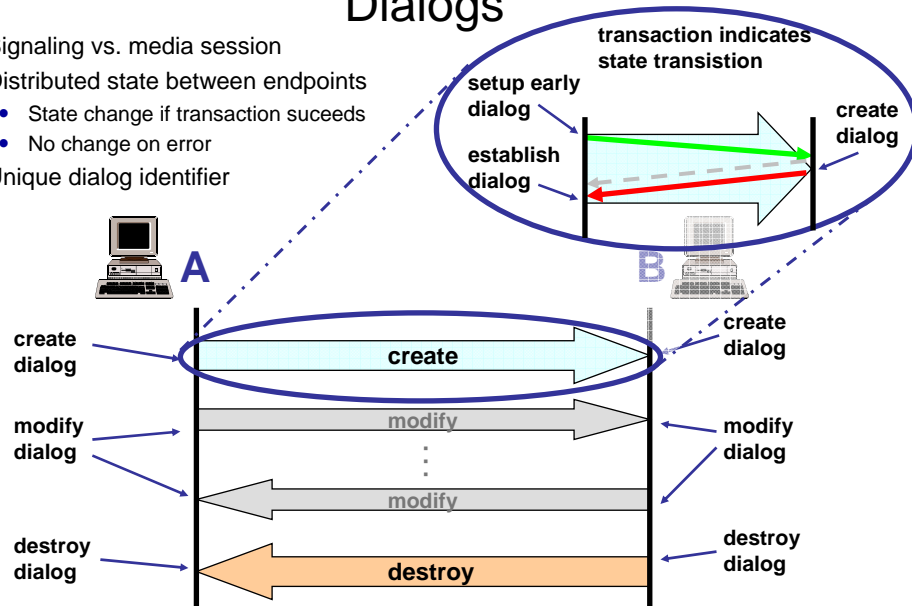 Dialogs
ignaling vs. media session
istributed state between endpoints
• State change if transaction suceeds
• No change on error
nique dialog identifier
transaction indicates
state transistion
setup early
dialog
establish
dialog
create
dialog
A
B
create
dialog
create
create
dialog
modify
dialog
modify
modify
dialog
modify
destroy
dialog
destroy
destroy
dialog